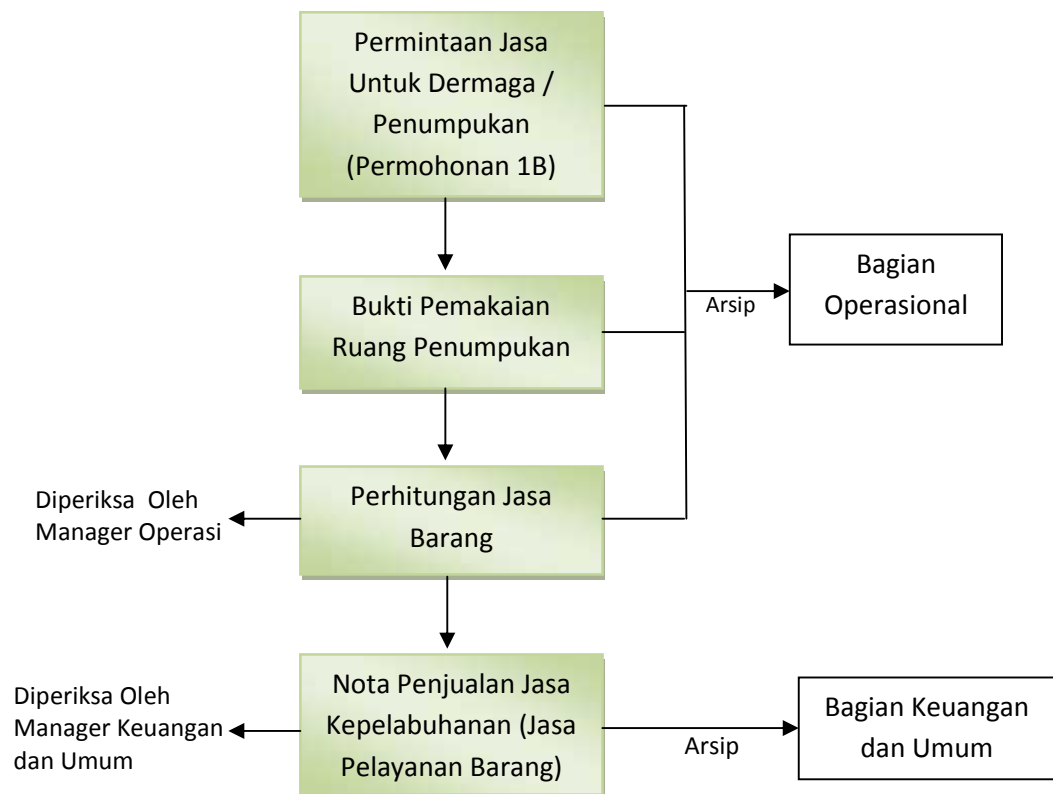 Permintaan Jasa
Untuk Dermaga /
Penumpukan
(Permohonan 1B)
Bagian
Operasional
Arsip
Bukti Pemakaian
Ruang Penumpukan
Diperiksa Oleh
Manager Operasi
Perhitungan Jasa
Barang
Diperiksa Oleh
Manager Keuangan
dan Umum
Nota Penjualan Jasa
Kepelabuhanan (Jasa
Pelayanan Barang)
Arsip
Bagian Keuangan
dan Umum